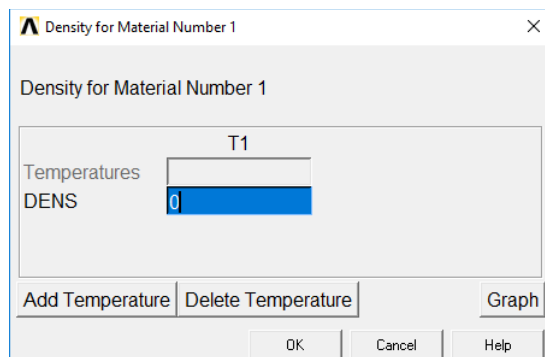 Density for Material Number 1
Density for Material Number 1
T1
Temperatures
DENS 0
Add Temperature Delete Temperature Graph
OK Cancel Help